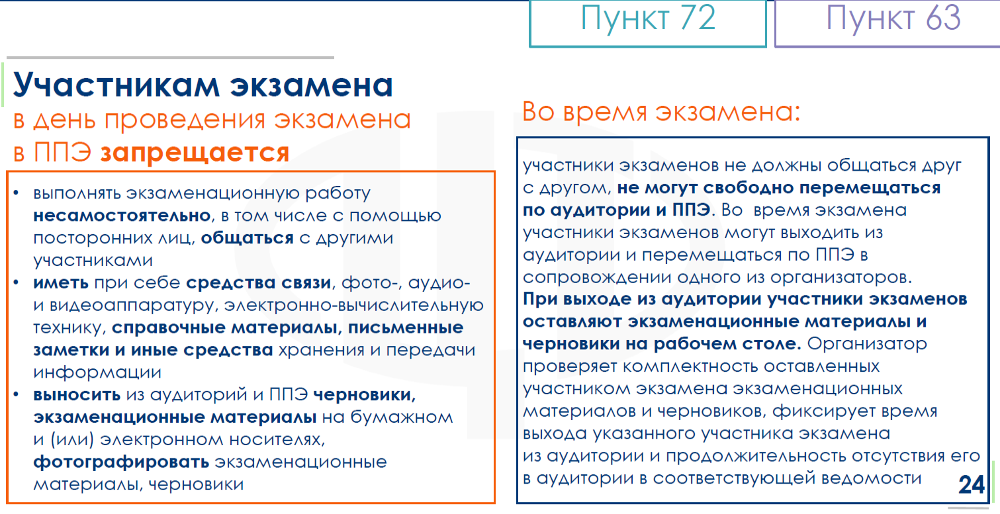 Пункт 72
Пункт 63
Участникам экзамена
в день проведения экзамена
в ППЭ запрещается
• выполнять экзаменационную работу
несамостоятельно, в том числе с помощью
посторонних лиц, общаться с другими
участниками
• иметь при себе средства связи, фото-, аудио-
и видеоаппаратуру, электронно-вычислительную
технику, справочные материалы, письменные
заметки и иные средства хранения и передачи
информации
• выносить из аудиторий и ППЭ черновики,
экзаменационные материалы на бумажном
и (или) электронном носителях,
фотографировать экзаменационные
материалы, черновики
Во время экзамена:
участники экзаменов не должны общаться друг
с другом, не могут свободно перемещаться
по аудитории и ППЭ. Во время экзамена
участники экзаменов могут выходить из
аудитории и перемещаться по ППЭ в
сопровождении одного из организаторов.
При выходе из аудитории участники экзаменов
оставляют экзаменационные материалы и
черновики на рабочем столе. Организатор
проверяет комплектность оставленных
участником экзамена экзаменационных
материалов и черновиков, фиксирует время
выхода указанного участника экзамена
из аудитории и продолжительность отсутствия его
в аудитории в соответствующей ведомости
24